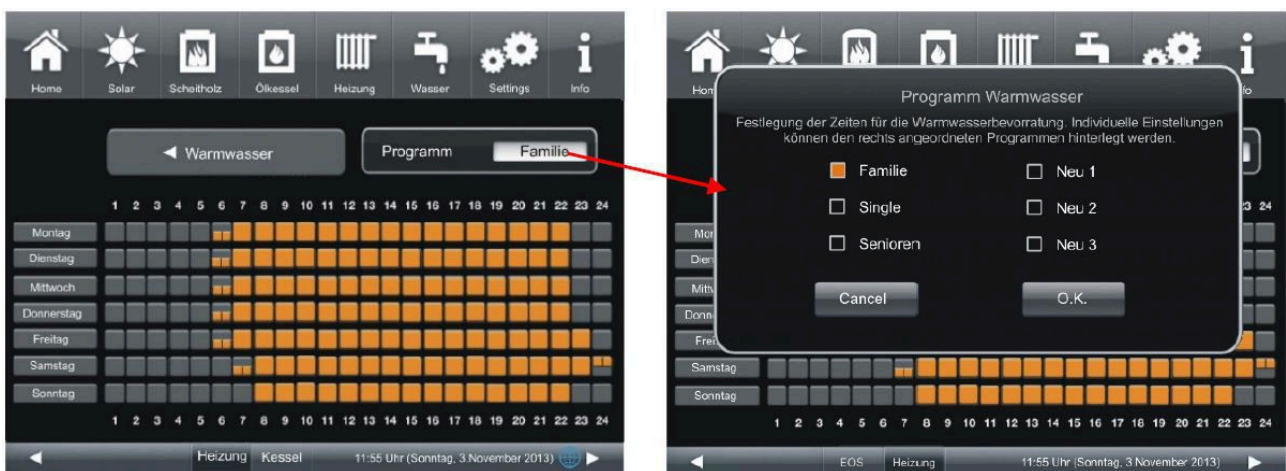 Home Solar Scheitholz Ölkessel Heizung Wasser Settings Info
◀ Warmwasser Programm Familie
1 2 3 4 5 6 7 8 9 10 11 12 13 14 15 16 17 18 19 20 21 22 23 24
Montag
Dienstag
Mittwoch
Donnerstag
Freitag
Samstag
Sonntag
1 2 3 4 5 6 7 8 9 10 11 12 13 14 15 16 17 18 19 20 21 22 23 24
Heizung Kessel 11:55 Uhr (Sonntag, 3.November 2013)
Programm Warmwasser
Festlegung der Zeiten für die Warmwasserbevorratung. Individuelle Einstellungen
können den rechts angeordneten Programmen hinterlegt werden.
Familie Neu 1
Single Neu 2
Senioren Neu 3
Cancel O.K.
23 24
Samstag
Sonntag
1 2 3 4 5 6 7 8 9 10 11 12 13 14 15 16 17 18 19 20 21 22 23 24
EOS Heizung 11:55 Uhr (Sonntag, 3.November 2013)